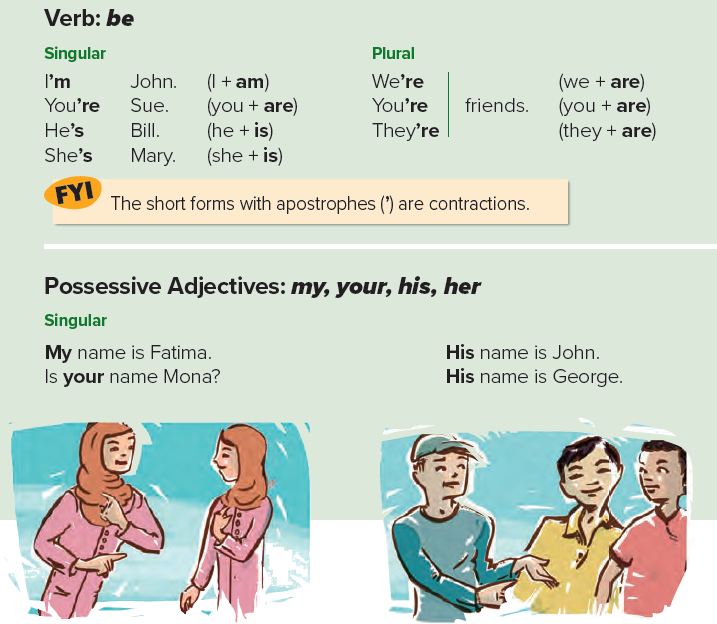 Verb: be
Singular
I'm John. (I + am)
You're Sue. (you + are)
He's Bill. (he + is)
She's Mary. (she + is)
Plural
We're (we + are)
You're friends. (you + are)
They're (they + are)
FYI The short forms with apostrophes (') are contractions.
Possessive Adjectives: my, your, his, her
Singular
My name is Fatima.
Is your name Mona?
His name is John.
His name is George.